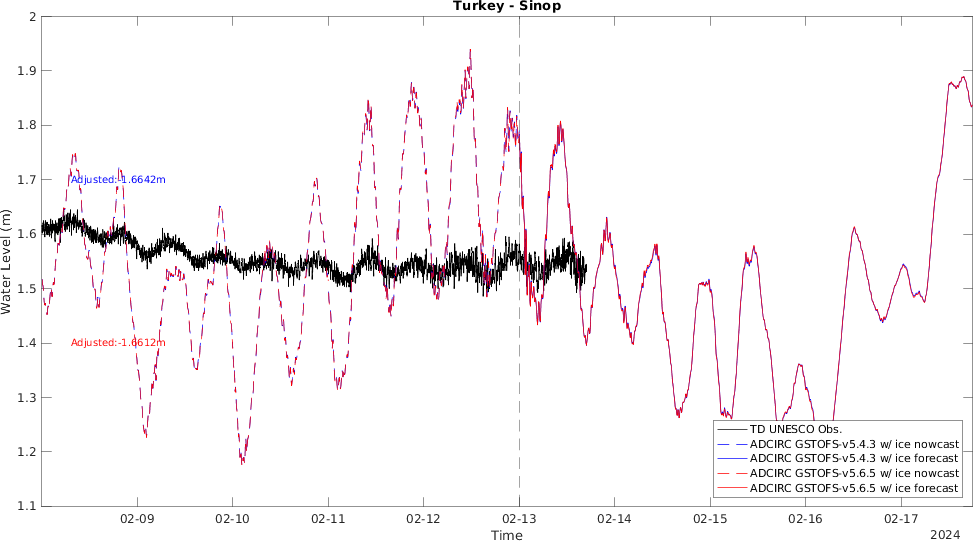 Turkey - Sinop
2
1.9
1.8
1.7
1.6
1.5
1.4
1.3
1.2
1.1
Water Level (m)
Adjusted:-1.6642m
Adjusted:-1.6612m
TD UNESCO Obs.
ADCIRC GSTOFS-v5.4.3 w/ ice nowcast
ADCIRC GSTOFS-v5.4.3 w/ ice forecast
ADCIRC GSTOFS-v5.6.5 w/ ice nowcast
ADCIRC GSTOFS-v5.6.5 w/ ice forecast
02-09 02-10 02-11 02-12 02-13 02-14 02-15 02-16 02-17
Time
2024